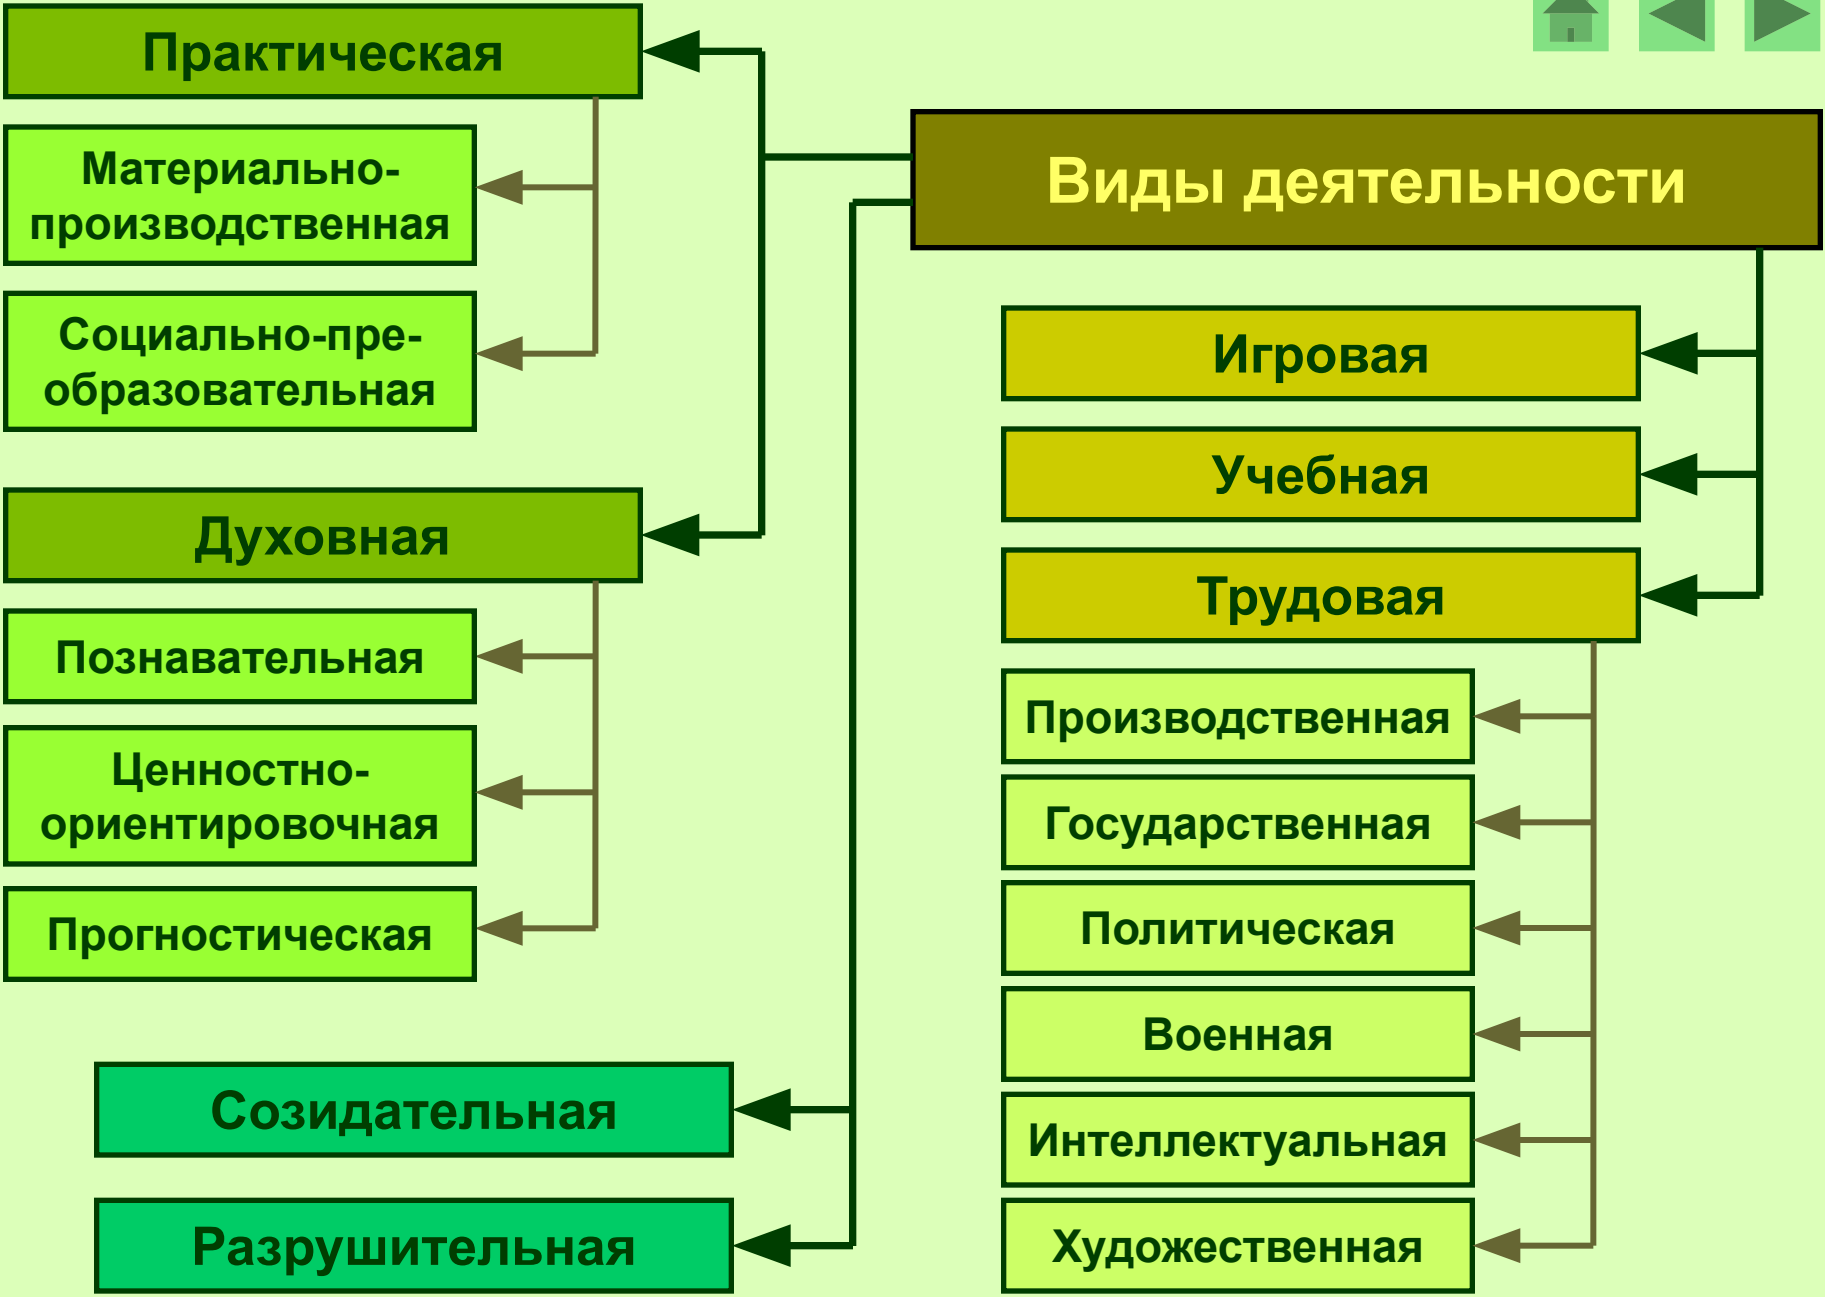 Виды деятельности
Практическая
Материально-
производственная
Социально-пре-
образовательная
Духовная
Познавательная
Ценностно-
ориентировочная
Прогностическая
Созидательная
Разрушительная
Игровая
Учебная
Трудовая
Производственная
Государственная
Политическая
Военная
Интеллектуальная
Художественная